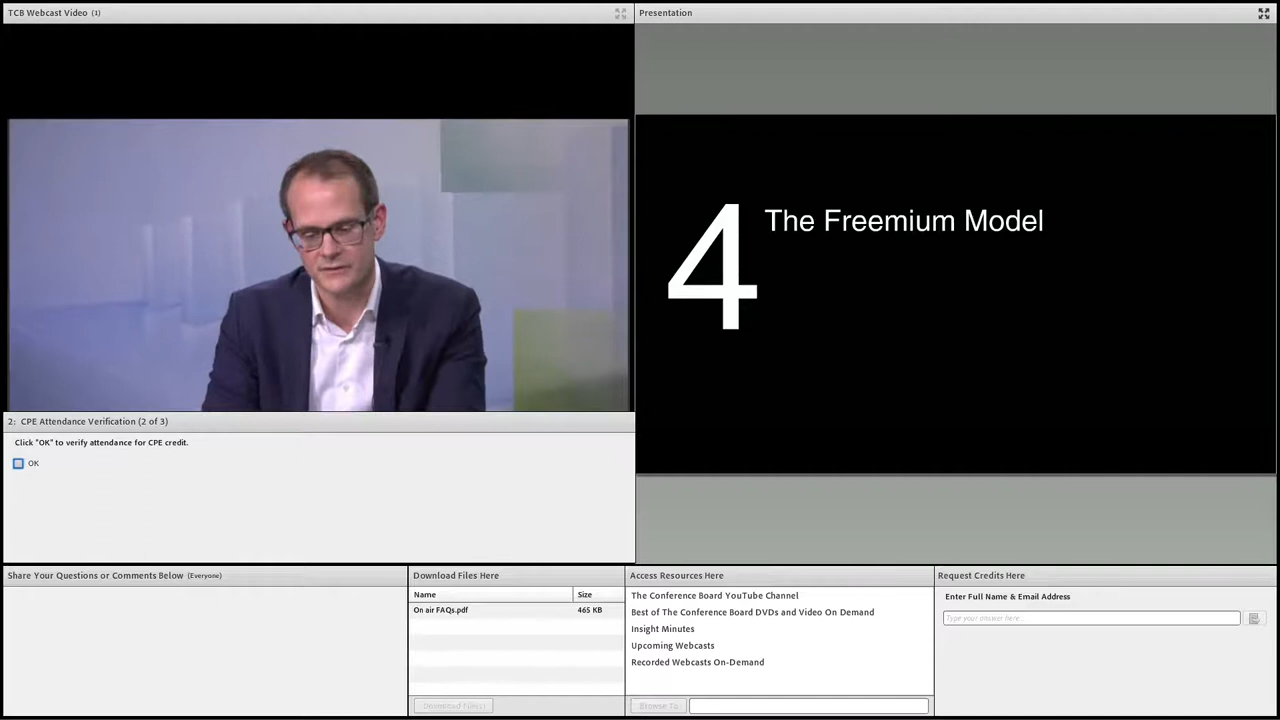 TCB Webcast Video (1)
Presentation
4 The Freemium Model
2: CPE Attendance Verification (2 of 3)
Click "OK" to verify attendance for CPE credit.
OK
Share Your Questions or Comments Below (Everyone)
Download Files Here
Name Size
On air FAQs.pdf 465 KB
Download File(s)
Access Resources Here
The Conference Board YouTube Channel
Best of The Conference Board DVDs and Video On Demand
Insight Minutes
Upcoming Webcasts
Recorded Webcasts On-Demand
Browse To
Request Credits Here
Enter Full Name & Email Address
Type your answer here...